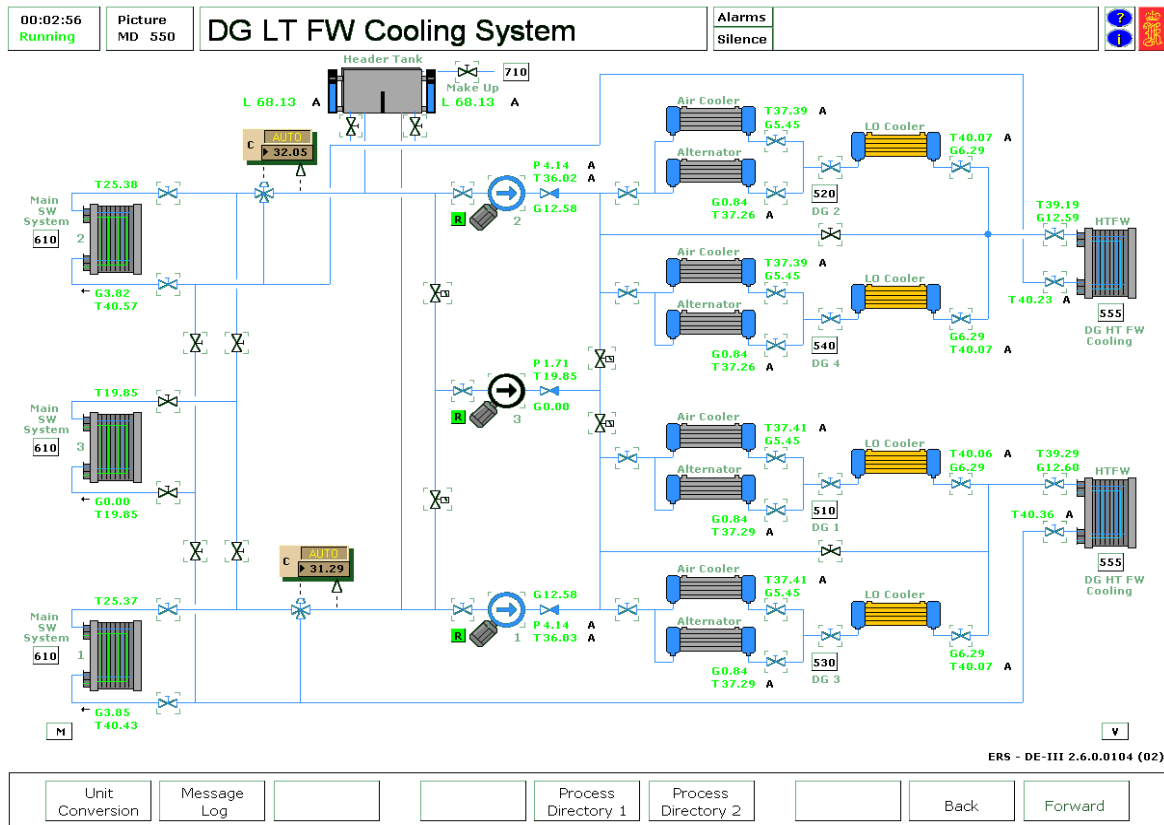 00:02:56
Running
Picture
MD 550
DG LT FW Cooling System
Alarms
Silence
?
i
Header Tank
710
Make Up
L 68.13 A
L 68.13 A
C AUTO
32.05
T25.38
Main
SW
System
610
2
G3.82
T40.57
P4.14 A
T36.02 A
G12.58
R
2
Air Cooler
T37.39 A
G5.45
Alternator
G0.84
T37.26 A
520
DG 2
LO Cooler
T40.07 A
G6.29
T39.19
G12.59
HTFW
T40.23 A
555
DG HT FW
Cooling
Air Cooler
T37.39 A
G5.45
Alternator
G0.84
T37.26 A
540
DG 4
LO Cooler
G6.29
T40.07 A
T19.85
Main
SW
System
610
3
G0.00
T19.85
P1.71
T19.85
G0.00
R
3
Air Cooler
T37.41 A
G5.45
Alternator
G0.84
T37.29 A
510
DG 1
LO Cooler
T40.06 A
G6.29
T39.29
G12.60
HTFW
T40.36 A
555
DG HT FW
Cooling
C AUTO
31.29
T25.37
Main
SW
System
610
1
G3.85
T40.43
G12.58
P4.14 A
T36.03 A
R
1
Air Cooler
T37.41 A
G5.45
Alternator
G0.84
T37.29 A
530
DG 3
LO Cooler
G6.29
T40.07 A
M
V
ERS - DE-III 2.6.0.0104 (02)
Unit
Conversion
Message
Log
Process
Directory 1
Process
Directory 2
Back
Forward